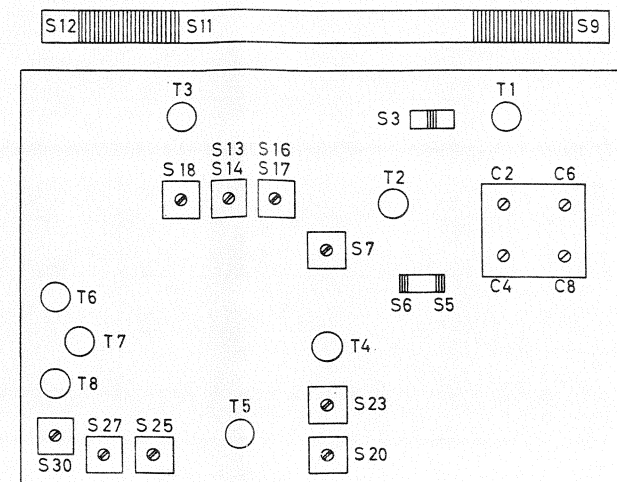 S12 S11 S9
T3 T1
S3
S13 S16
S18 S14 S17
T2
C2 C6
S7
C4 C8
T6
S6 S5
T7
T4
T8
T5
S23
S27 S25
S30
S20